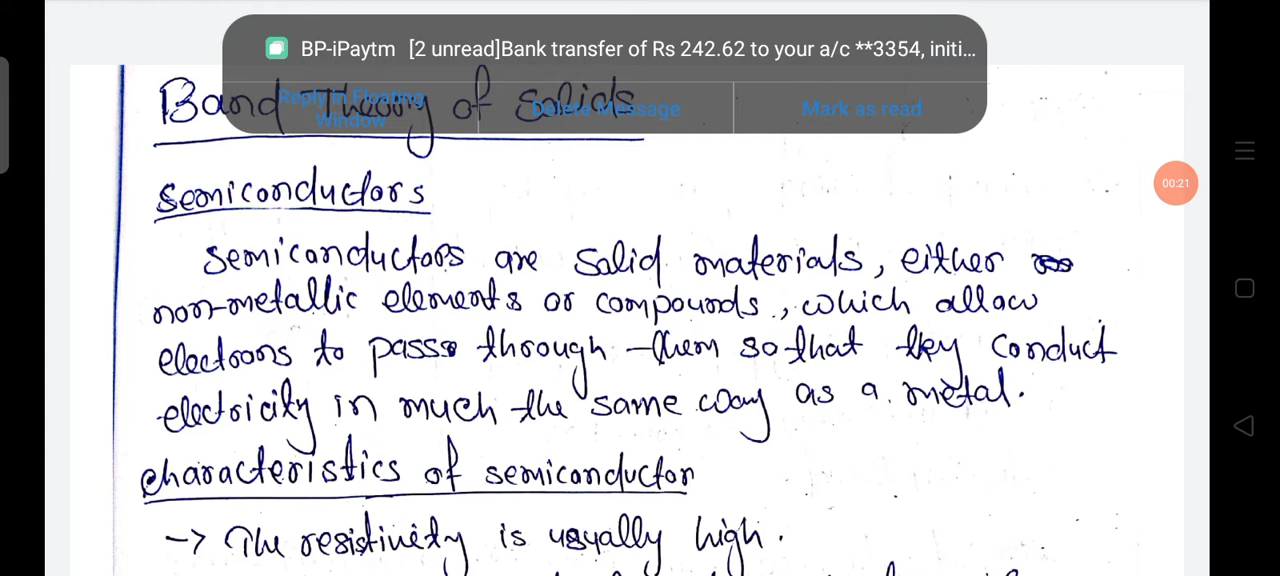 BP-iPaytm [2 unread]Bank transfer of Rs 242.62 to your a/c **3354, initi...
Reply in Floating Window
Delete Message
Mark as read
Band Theory of Solids
00:21
Semiconductors
Semiconductors are solid materials, either
non-metallic elements or compounds, which allow
electrons to pass through them so that they conduct
electricity in much the same way as a metal.
characteristics of semiconductor
→ The resistivity is usually high.